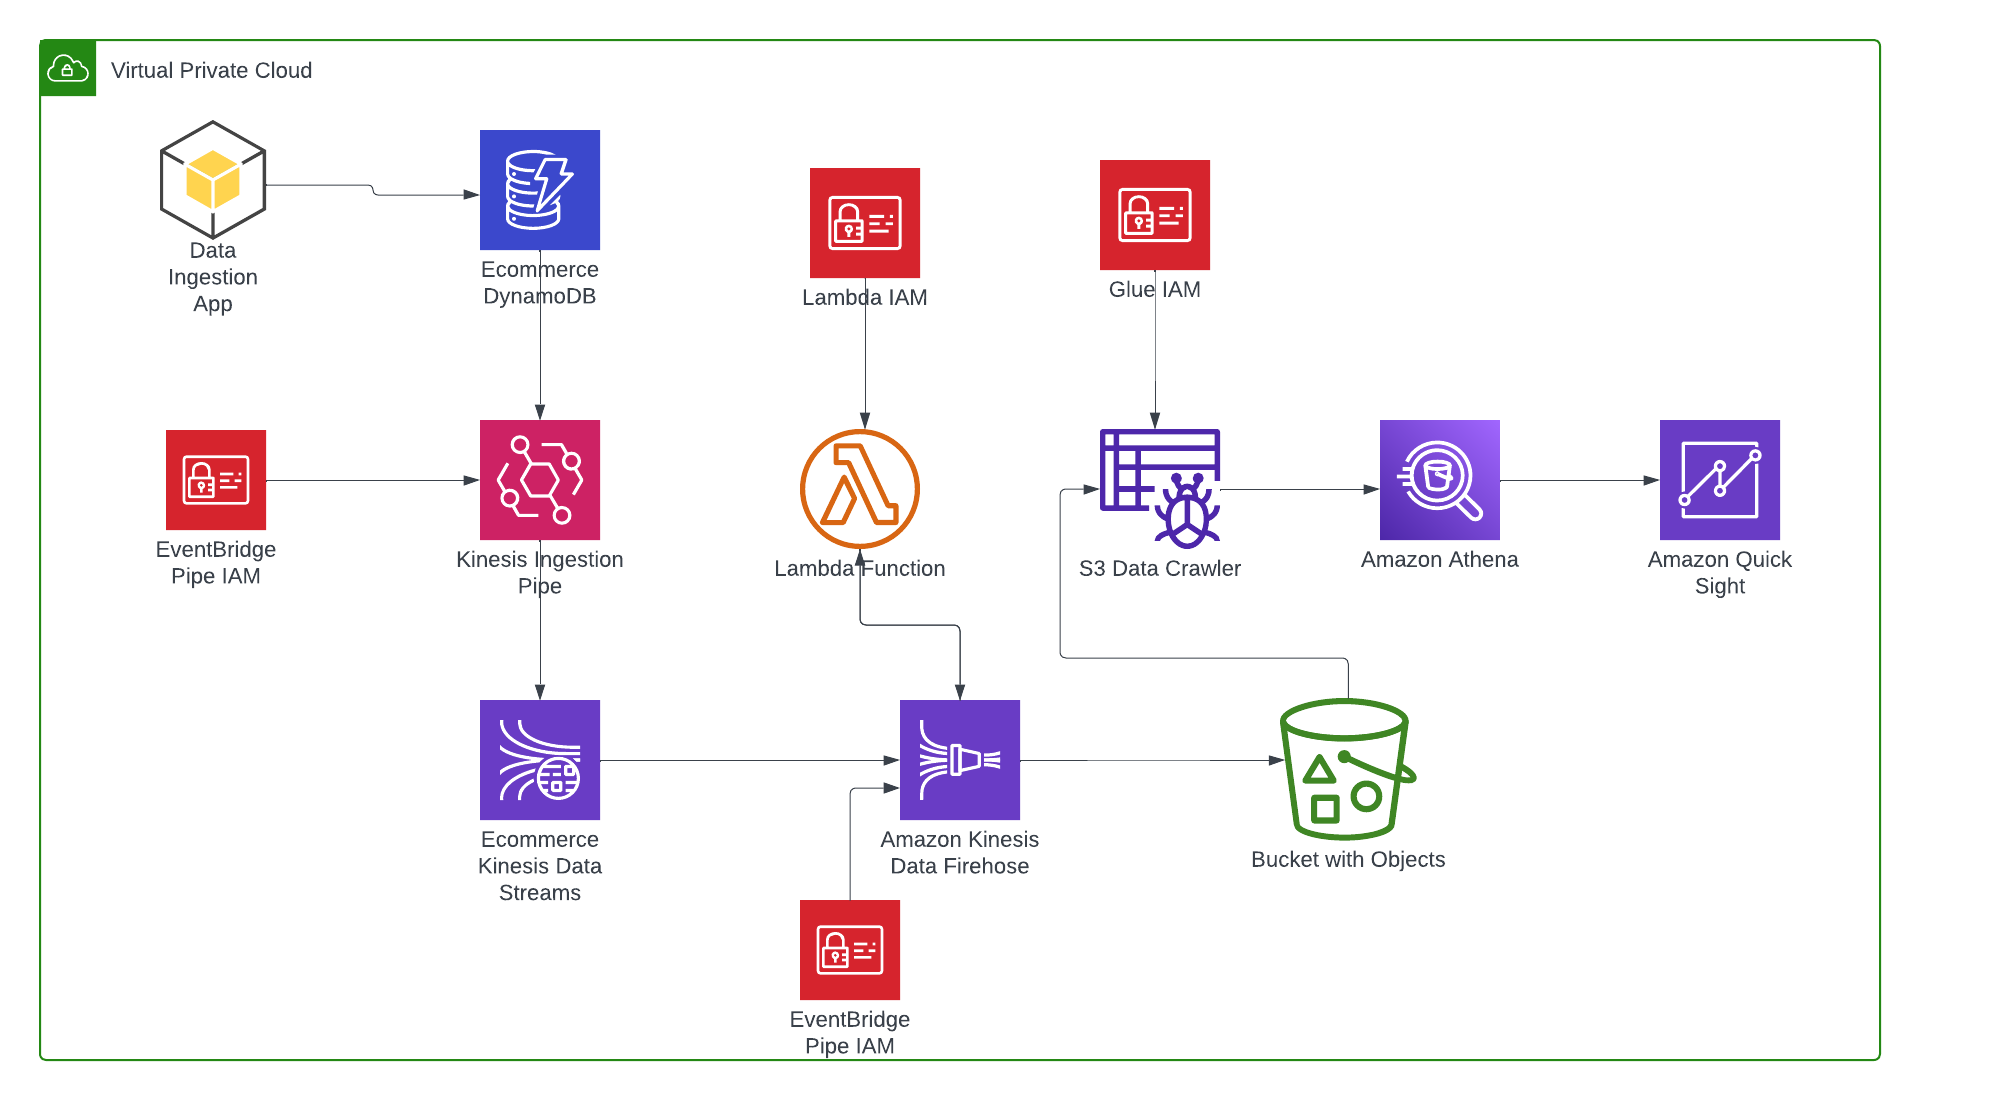 Virtual Private Cloud
Data
Ingestion
App
Ecommerce
DynamoDB
Lambda IAM
Glue IAM
EventBridge
Pipe IAM
Kinesis Ingestion
Pipe
Lambda Function
S3 Data Crawler
Amazon Athena
Amazon Quick
Sight
Ecommerce
Kinesis Data
Streams
Amazon Kinesis
Data Firehose
Bucket with Objects
EventBridge
Pipe IAM